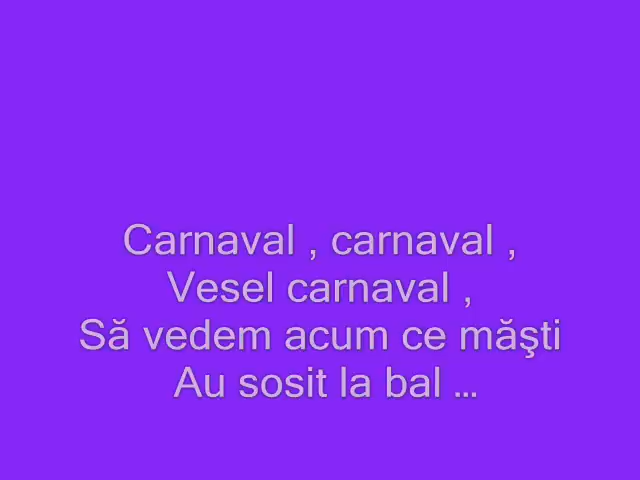 Carnaval , carnaval ,
Vesel carnaval ,
Să vedem acum ce măşti
Au sosit la bal ...